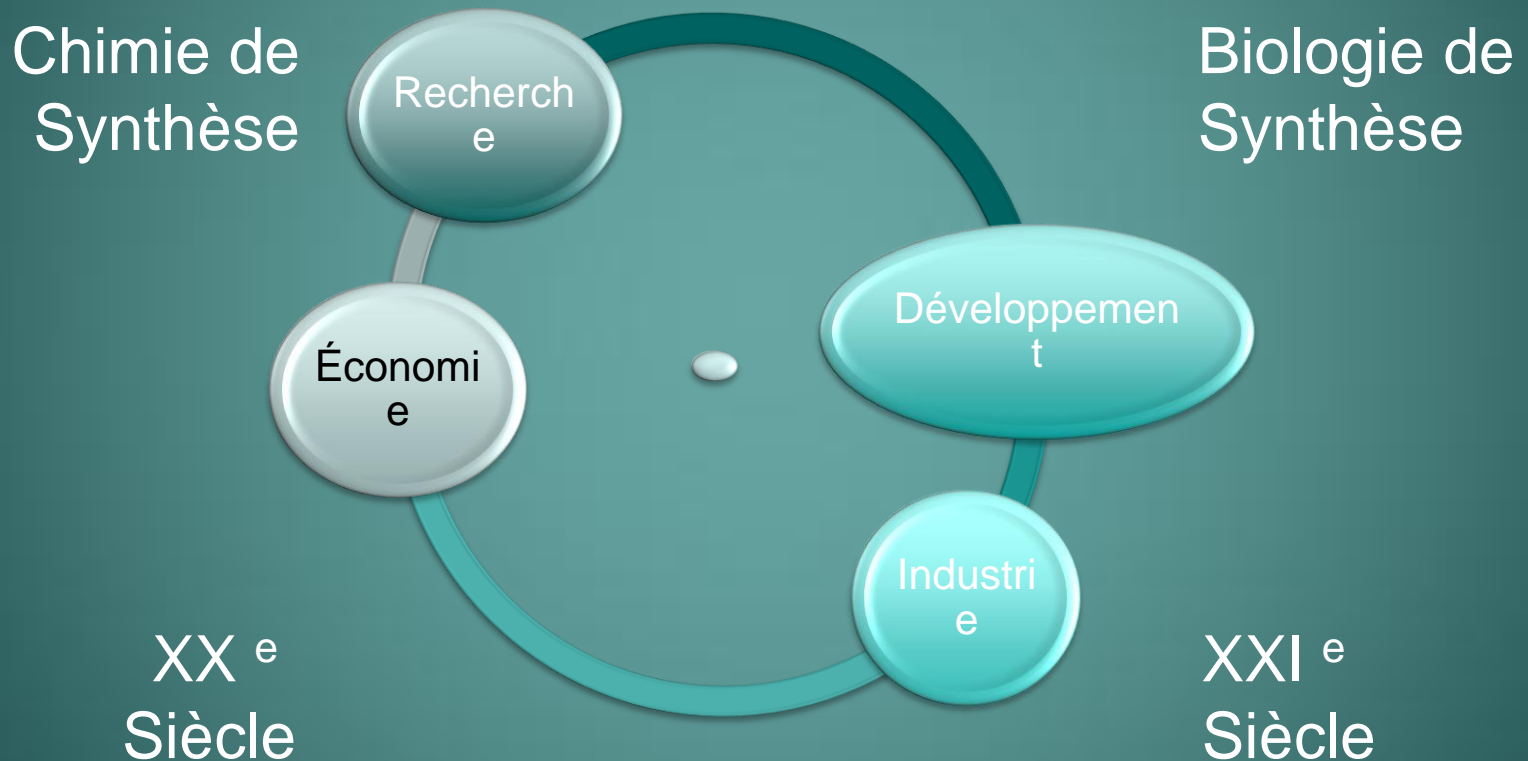 Chimie de
Synthèse
Biologie de
Synthèse
Recherch
e
Développemen
t
Économi
e
Industri
e
XX e
Siècle
XXI e
Siècle